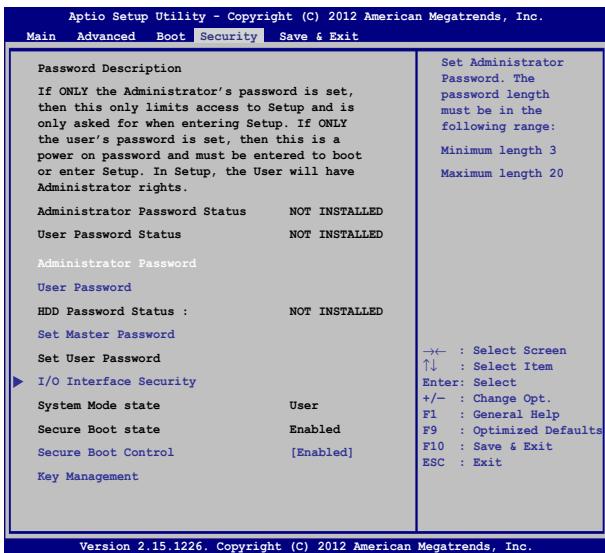 Aptio Setup Utility - Copyright (C) 2012 American Megatrends, Inc.
Main Advanced Boot Security Save & Exit
Password Description
If ONLY the Administrator's password is set,
then this only limits access to Setup and is
only asked for when entering Setup. If ONLY
the user's password is set, then this is a
power on password and must be entered to boot
or enter Setup. In Setup, the User will have
Administrator rights.
Administrator Password Status NOT INSTALLED
User Password Status NOT INSTALLED
Administrator Password
User Password
HDD Password Status : NOT INSTALLED
Set Master Password
Set User Password
I/O Interface Security
System Mode state User
Secure Boot state Enabled
Secure Boot Control [Enabled]
Key Management
Set Administrator
Password. The
password length
must be in the
following range:
Minimum length 3
Maximum length 20
→← : Select Screen
↑↓ : Select Item
Enter: Select
+/— : Change Opt.
F1 : General Help
F9 : Optimized Defaults
F10 : Save & Exit
ESC : Exit
Version 2.15.1226. Copyright (C) 2012 American Megatrends, Inc.